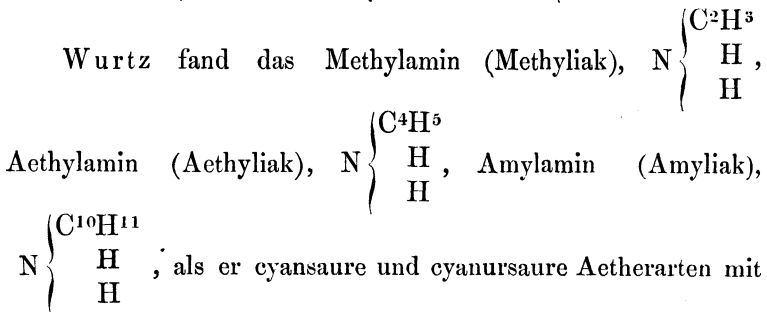 Wurtz fand das Methylamin (Methyliak), N{C²H³ H H,
Aethylamin (Aethyliak), N{C⁴H⁵ H H, Amylamin (Amyliak),
N{C¹⁰H¹¹ H H, als er cyansaure und cyanursaure Aetherarten mit